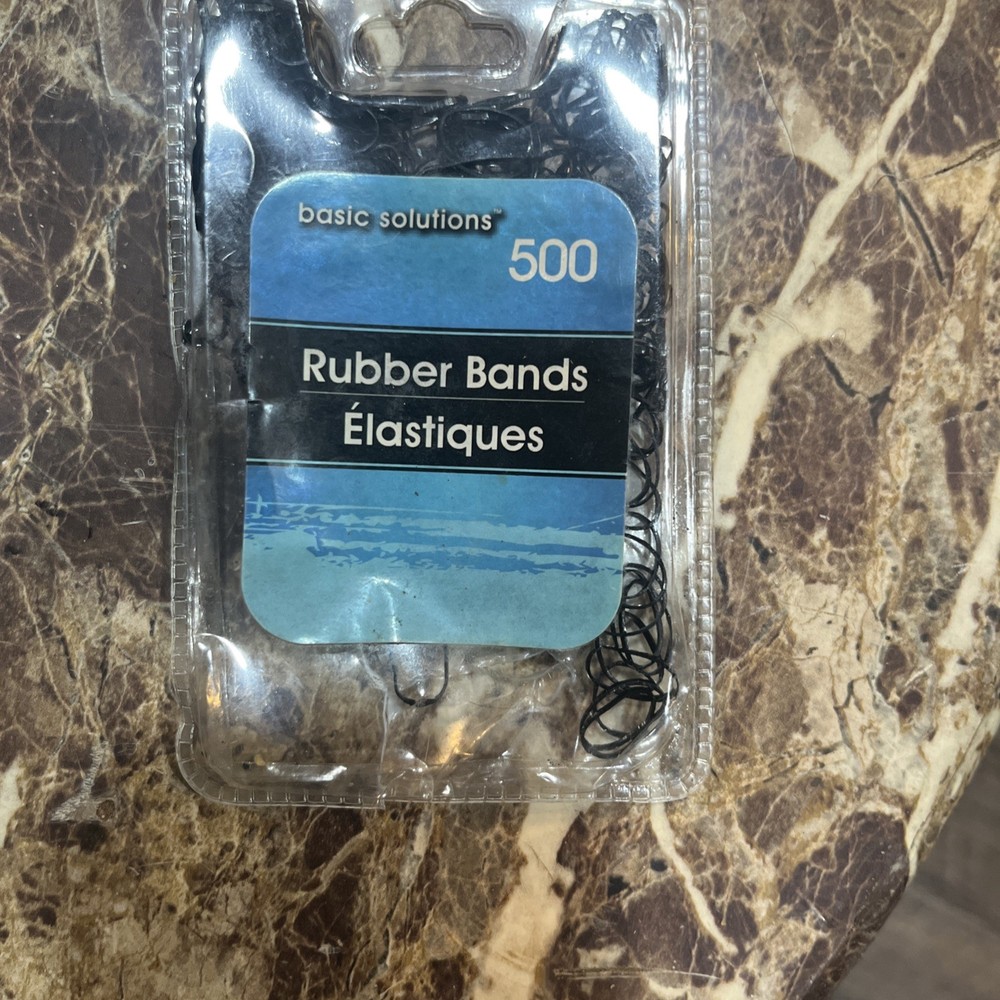 basic solutions™
500
Rubber Bands
Élastiques